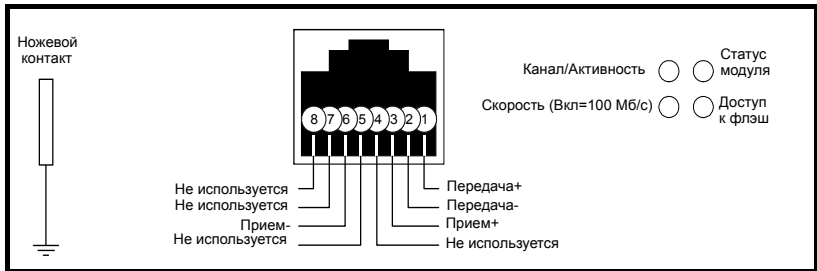 Ножевой
контакт
Канал/Активность
Статус
модуля
Скорость (Вкл=100 Мб/с)
Доступ
к флэш
8 7 6 5 4 3 2 1
Не используется
Передача+
Не используется
Передача-
Прием-
Прием+
Не используется
Не используется